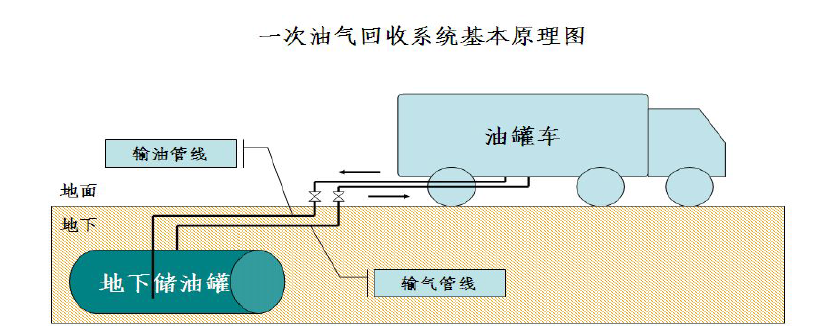 一次油气回收系统基本原理图
油罐车
输油管线
地面
地下
地下储油罐
输气管线